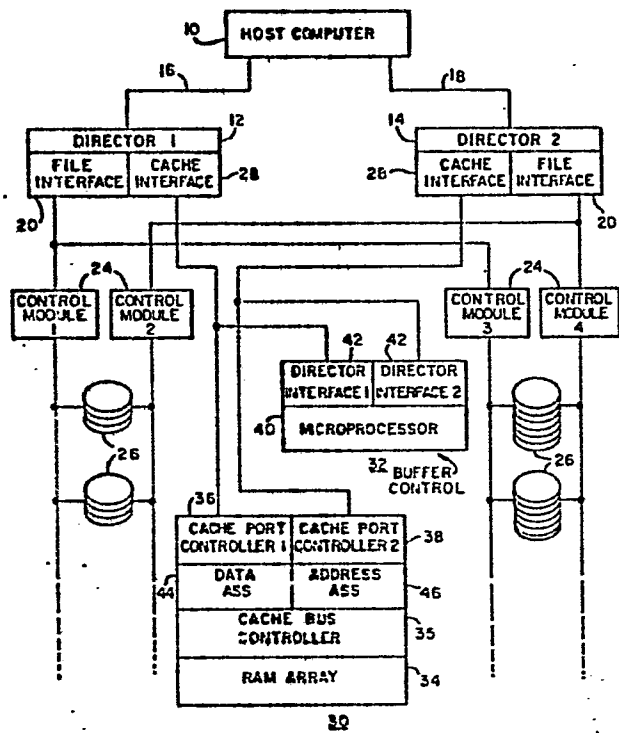 10
HOST COMPUTER
16
18
12
14
DIRECTOR 1
DIRECTOR 2
FILE INTERFACE
CACHE INTERFACE
28
28
CACHE INTERFACE
FILE INTERFACE
20
20
24
24
CONTROL MODULE 1
CONTROL MODULE 2
CONTROL MODULE 3
CONTROL MODULE 4
42
42
DIRECTOR INTERFACE 1
DIRECTOR INTERFACE 2
40
MICROPROCESSOR
26
26
32
BUFFER CONTROL
36
CACHE PORT CONTROLLER 1
CACHE PORT CONTROLLER 2
38
44
DATA ASS
ADDRESS ASS
46
CACHE BUS CONTROLLER
35
RAM ARRAY
34
30